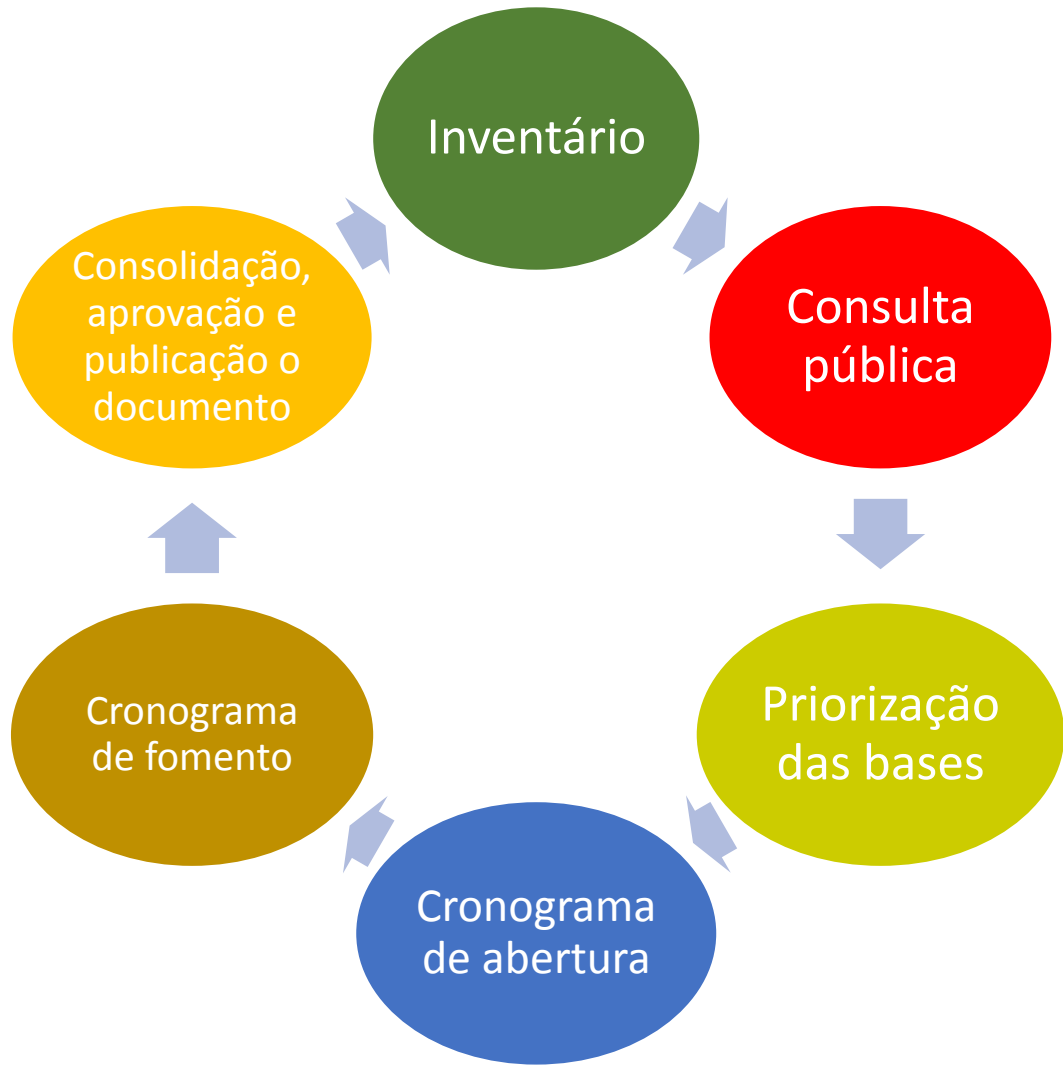 Inventário
Consulta
pública
Priorização
das bases
Cronograma
de abertura
Cronograma
de fomento
Consolidação,
aprovação e
publicação o
documento